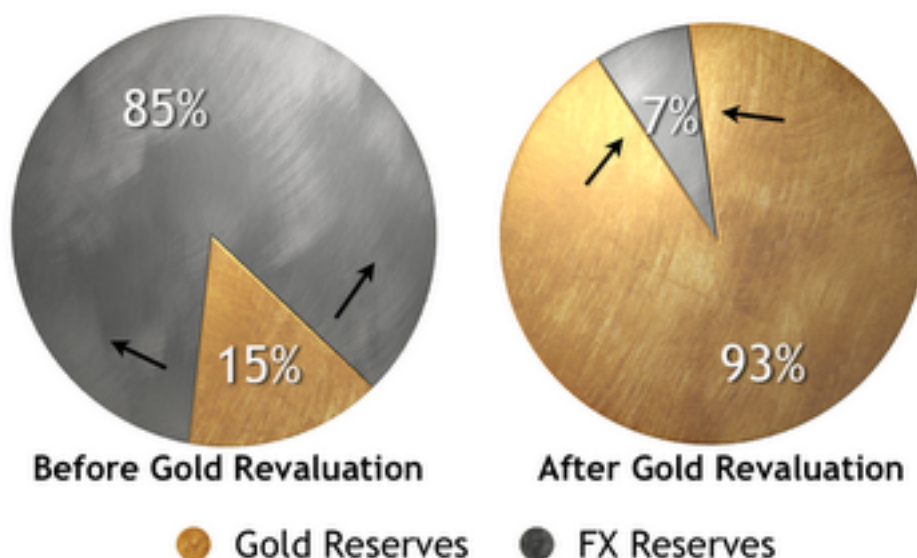 85%
15%
Before Gold Revaluation
7%
93%
After Gold Revaluation
Gold Reserves
FX Reserves